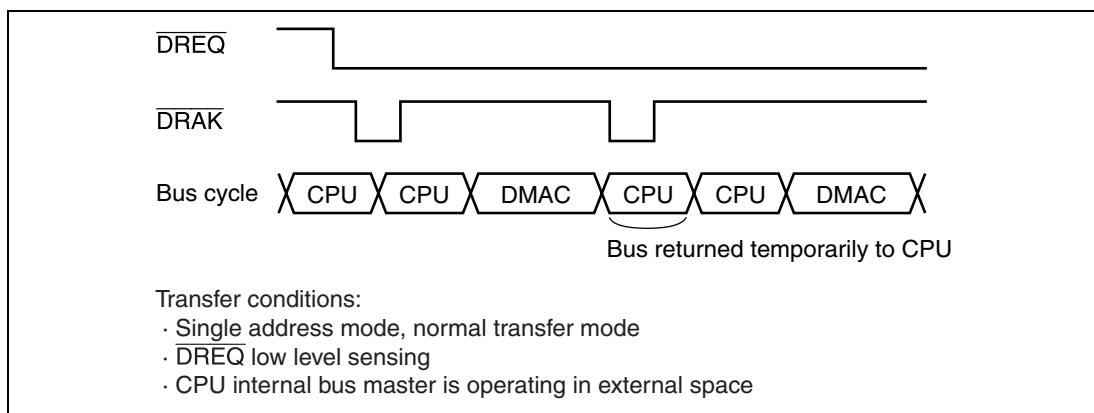 DREQ
DRAK
Bus cycle CPU CPU DMAC CPU CPU DMAC
Bus returned temporarily to CPU
Transfer conditions:
· Single address mode, normal transfer mode
· DREQ low level sensing
· CPU internal bus master is operating in external space